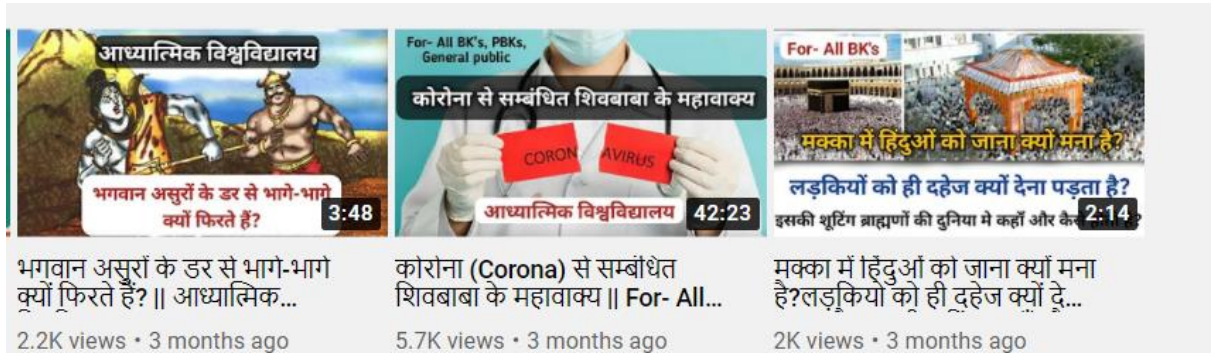 आध्यात्मिक विश्वविद्यालय
भगवान असुरों के डर से भागे-भागे
क्यों फिरते हैं?
3:48
भगवान असुरों के डर से भागे-भागे
क्यों फिरते हैं? || आध्यात्मिक...
2.2K views • 3 months ago
For- All BK's, PBKs,
General public
कोरोना से सम्बंधित शिवबाबा के महावाक्य
CORON AVIRUS
आध्यात्मिक विश्वविद्यालय
42:23
कोरोना (Corona) से सम्बंधित
शिवबाबा के महावाक्य || For- All...
5.7K views • 3 months ago
For- All BK's
मक्का में हिंदुओं को जाना क्यों मना है?
लड़कियों को ही दहेज क्यों देना पड़ता है?
इसकी शूटिंग ब्राह्मणों की दुनिया मे कहाँ और
2:14
मक्का में हिंदुओं को जाना क्यों मना
है?लड़कियो को ही दहेज क्यों दे...
2K views • 3 months ago